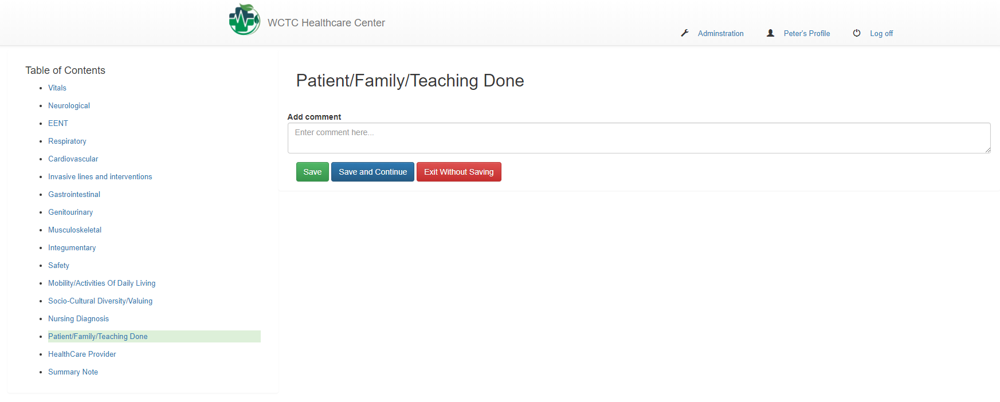 WCTC Healthcare Center
Adminstration
Peter's Profile
Log off
Table of Contents
Vitals
Neurological
EENT
Respiratory
Cardiovascular
Invasive lines and interventions
Gastrointestinal
Genitourinary
Musculoskeletal
Integumentary
Safety
Mobility/Activities Of Daily Living
Socio-Cultural Diversity/Valuing
Nursing Diagnosis
Patient/Family/Teaching Done
HealthCare Provider
Summary Note
Patient/Family/Teaching Done
Add comment
Enter comment here...
Save
Save and Continue
Exit Without Saving